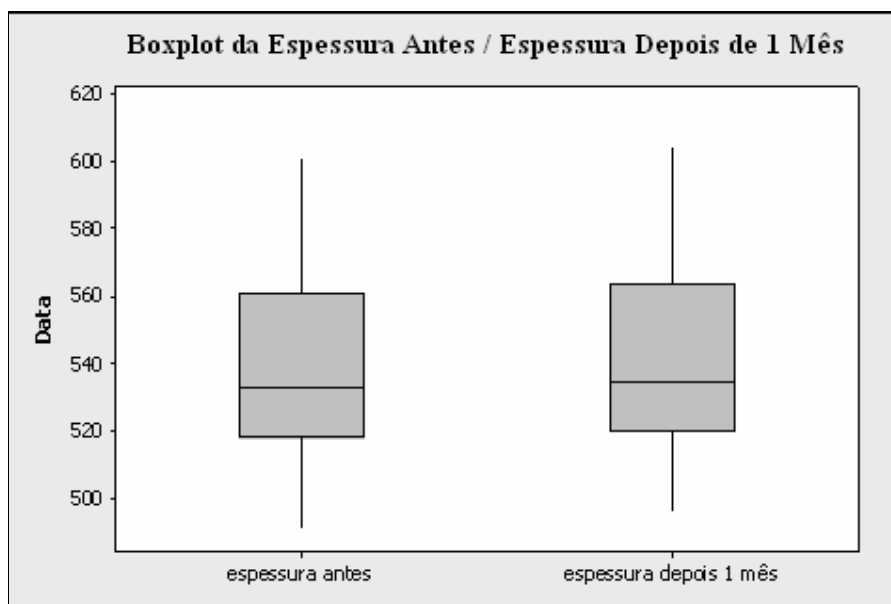 Boxplot da Espessura Antes / Espessura Depois de 1 Mês
620
600
580
560
540
520
500
Data
espessura antes
espessura depois 1 mês